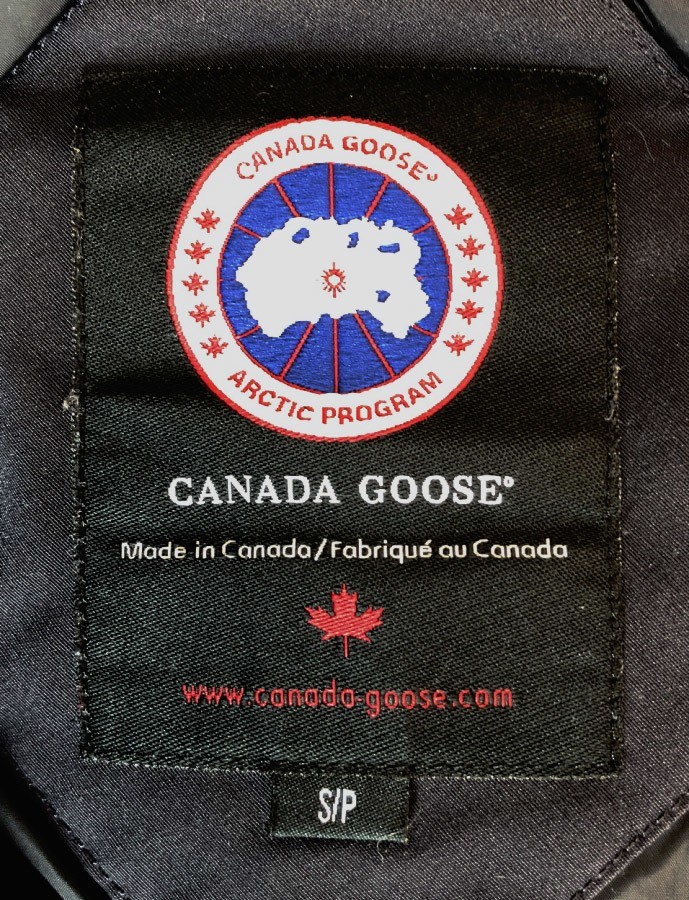 CANADA GOOSE®
ARCTIC PROGRAM
CANADA GOOSE®
Made in Canada/Fabriqué au Canada
www.canada-goose.com
S/P